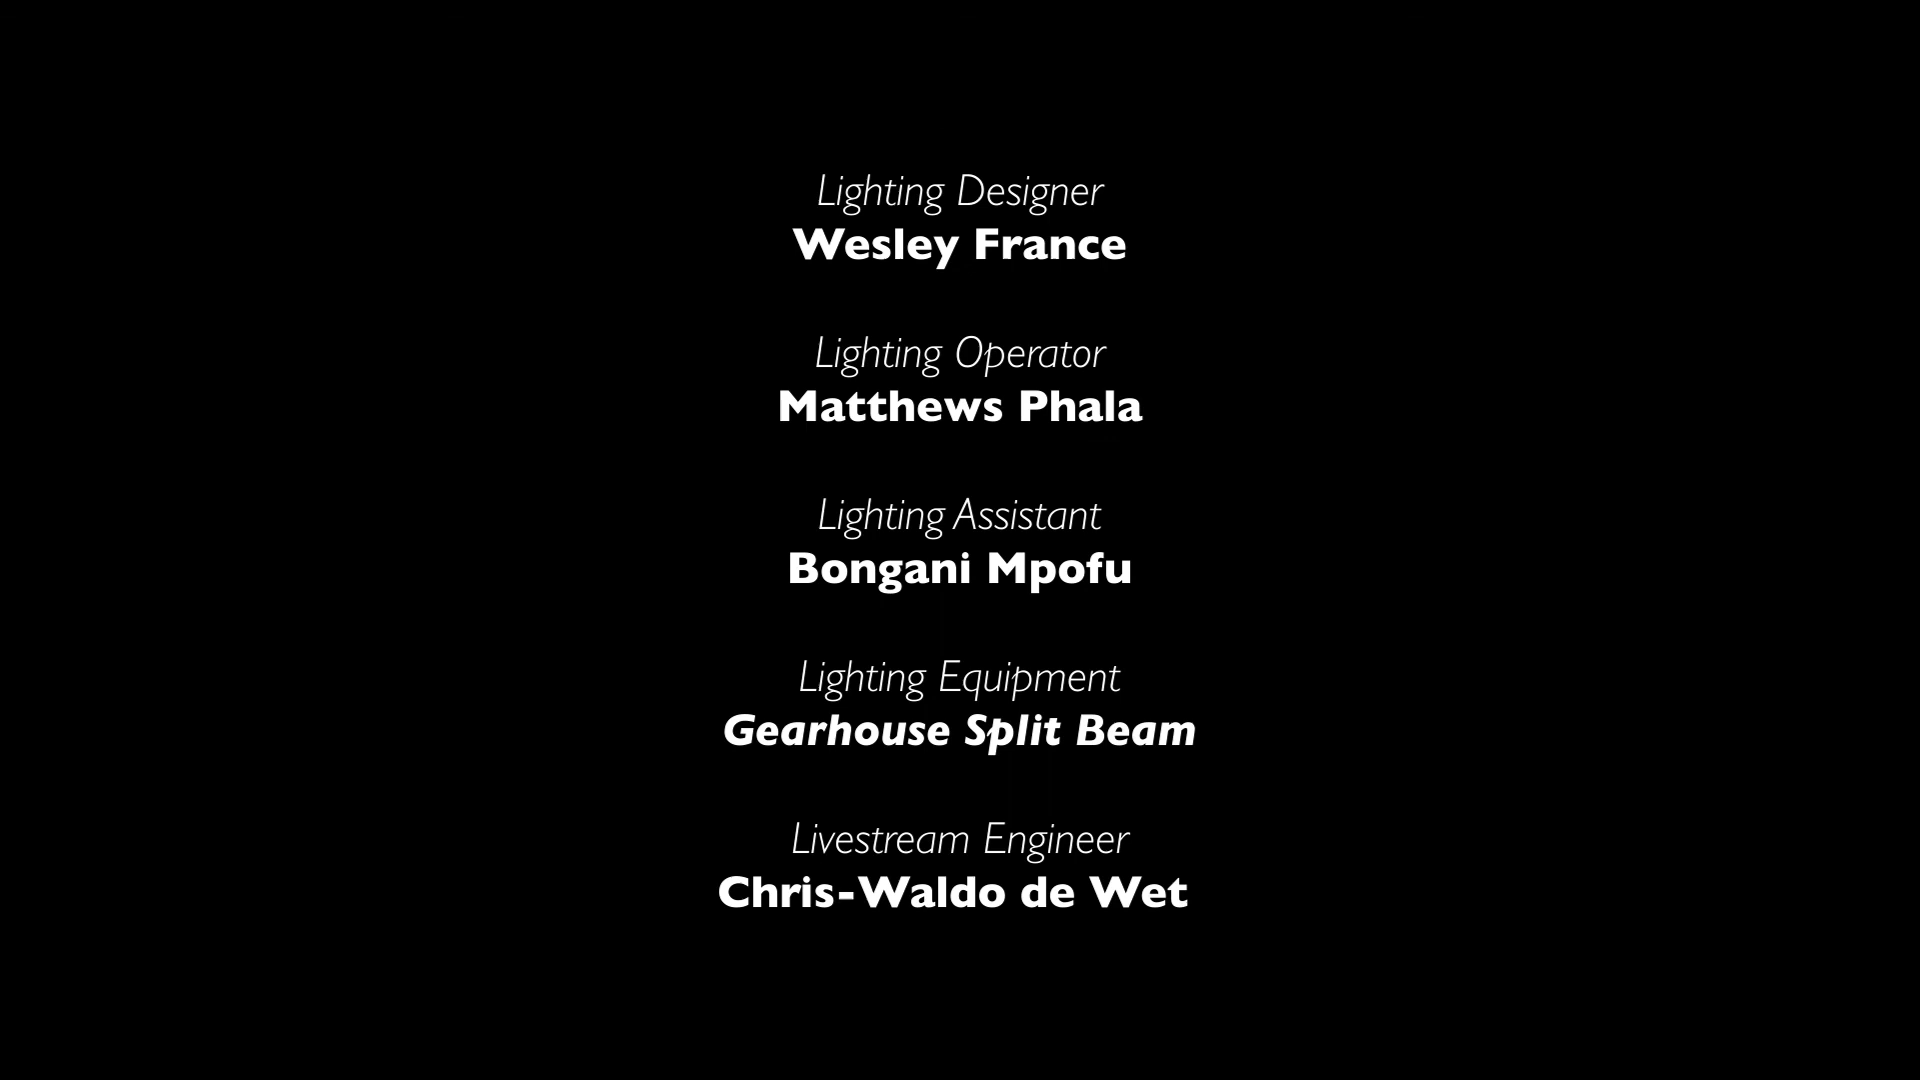 Lighting Designer
Wesley France
Lighting Operator
Matthews Phala
Lighting Assistant
Bongani Mpofu
Lighting Equipment
Gearhouse Split Beam
Livestream Engineer
Chris-Waldo de Wet